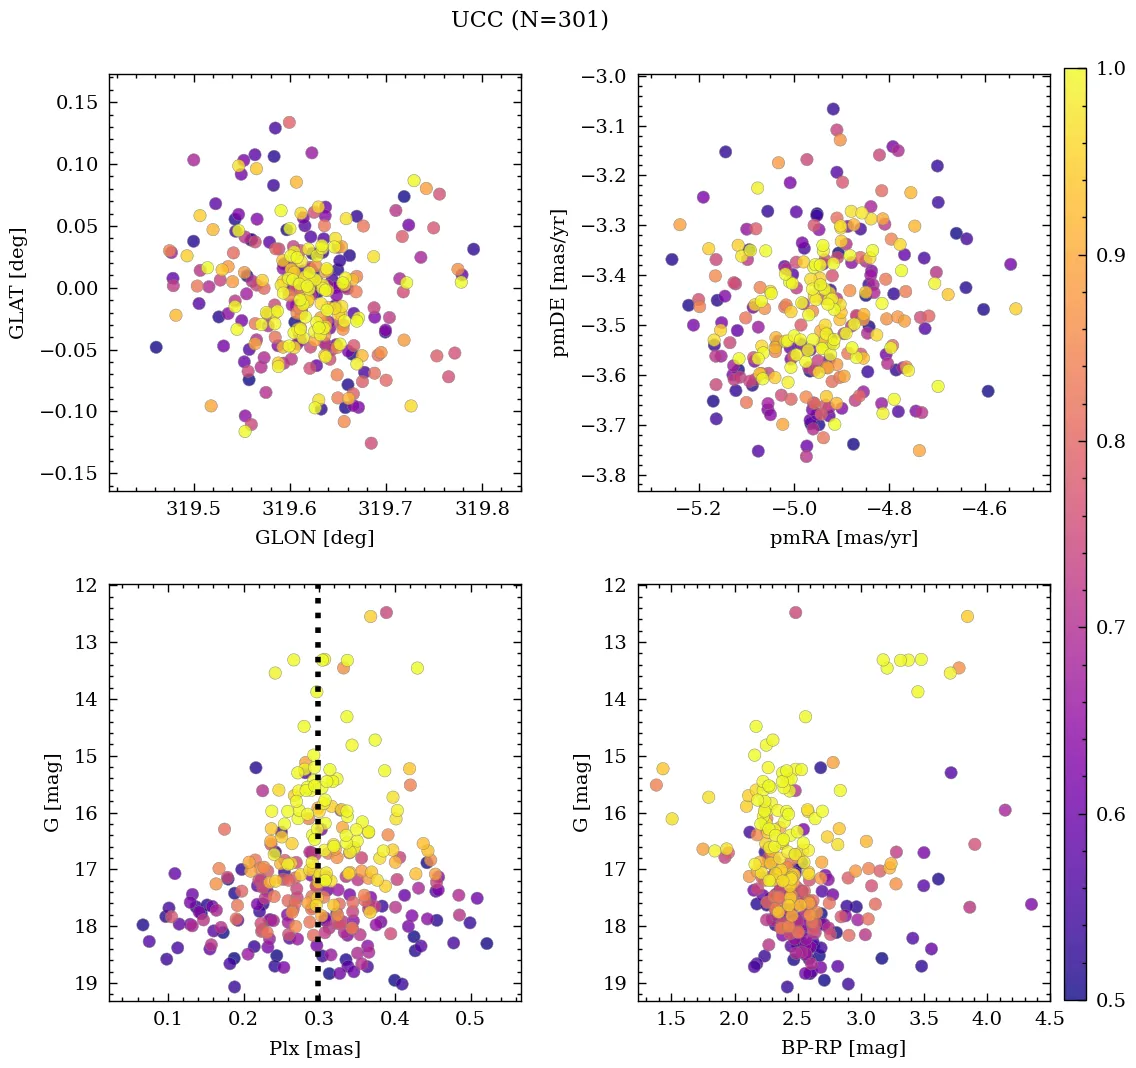 UCC (N=301)
0.15
0.10
0.05
0.00
−0.05
−0.10
−0.15
GLAT [deg]
319.5 319.6 319.7 319.8
GLON [deg]
−3.0
−3.1
−3.2
−3.3
−3.4
−3.5
−3.6
−3.7
−3.8
pmDE [mas/yr]
−5.2 −5.0 −4.8 −4.6
pmRA [mas/yr]
12
13
14
15
16
17
18
19
G [mag]
0.1 0.2 0.3 0.4 0.5
Plx [mas]
12
13
14
15
16
17
18
19
G [mag]
1.5 2.0 2.5 3.0 3.5 4.0 4.5
BP-RP [mag]
1.0
0.9
0.8
0.7
0.6
0.5